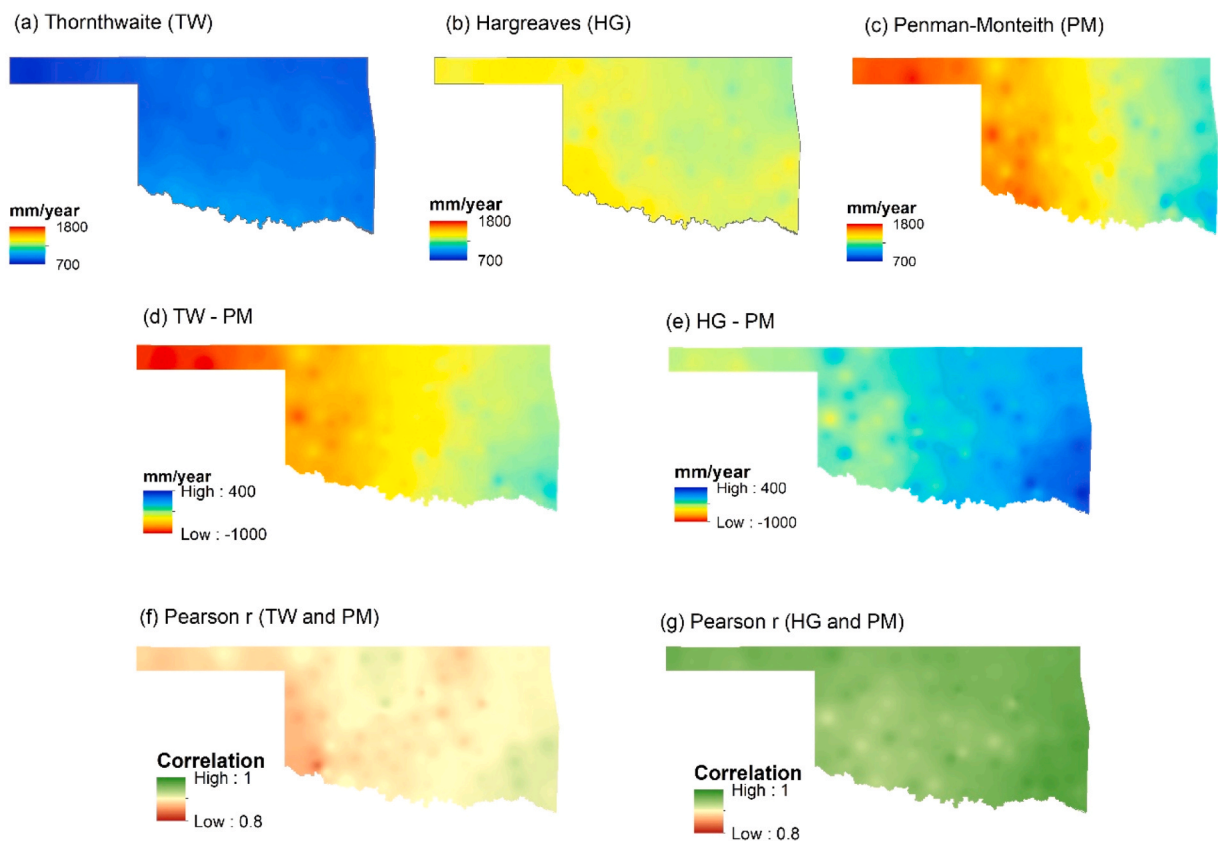 (a) Thornthwaite (TW)
(b) Hargreaves (HG)
(c) Penman-Monteith (PM)
mm/year
1800
700
mm/year
1800
700
mm/year
1800
700
(d) TW - PM
(e) HG - PM
mm/year
High : 400
Low : -1000
mm/year
High : 400
Low : -1000
(f) Pearson r (TW and PM)
(g) Pearson r (HG and PM)
Correlation
High : 1
Low : 0.8
Correlation
High : 1
Low : 0.8